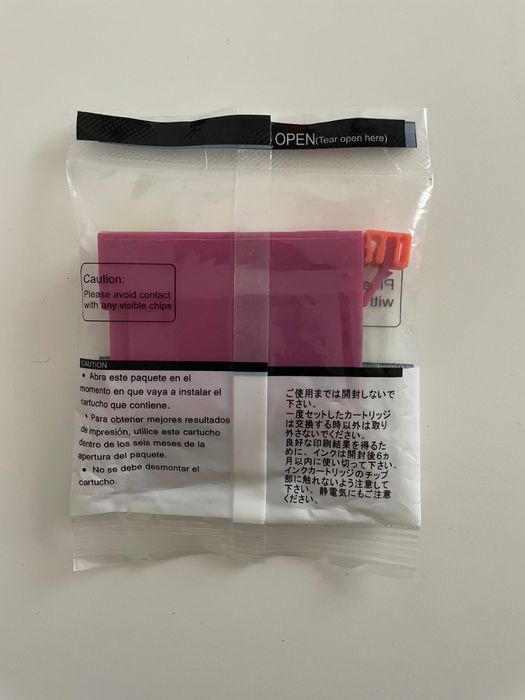 OPEN(Tear open here)
Caution:
Please avoid contact
with any visible chips
CAUTION
• Abra este paquete en el
momento en que vaya a instalar el
cartucho que contiene.
• Para obtener mejores resultados
de impresión, utilice este cartucho
dentro de los seis meses de la
apertura del paquete.
• No se debe desmontar el
cartucho.
ご使用までは開封しないで
下さい。
一度セットしたカートリッジ
は交換する時以外は取り
外さないでください。
良好な印刷結果を得るた
めに、インクは開封後6ヵ
月以内に使い切って下さい。
インクカートリッジのチップ
部に触れないよう注意して
下さい。静電気にもご注意
ください。